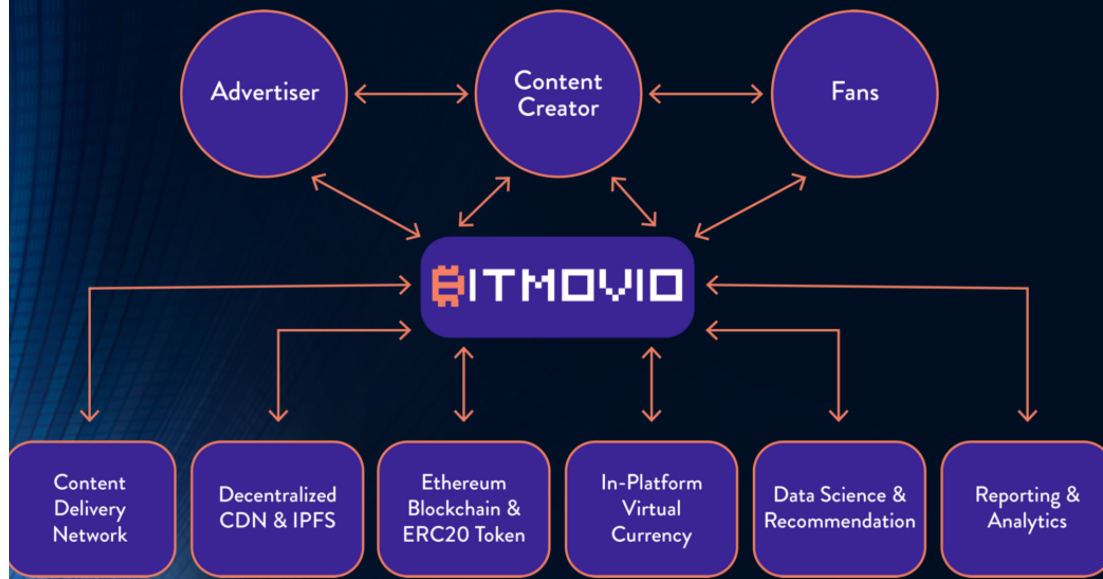 Advertiser
Content
Creator
Fans
BITMOVIO
Content
Delivery
Network
Decentralized
CDN & IPFS
Ethereum
Blockchain &
ERC20 Token
In-Platform
Virtual
Currency
Data Science &
Recommendation
Reporting &
Analytics